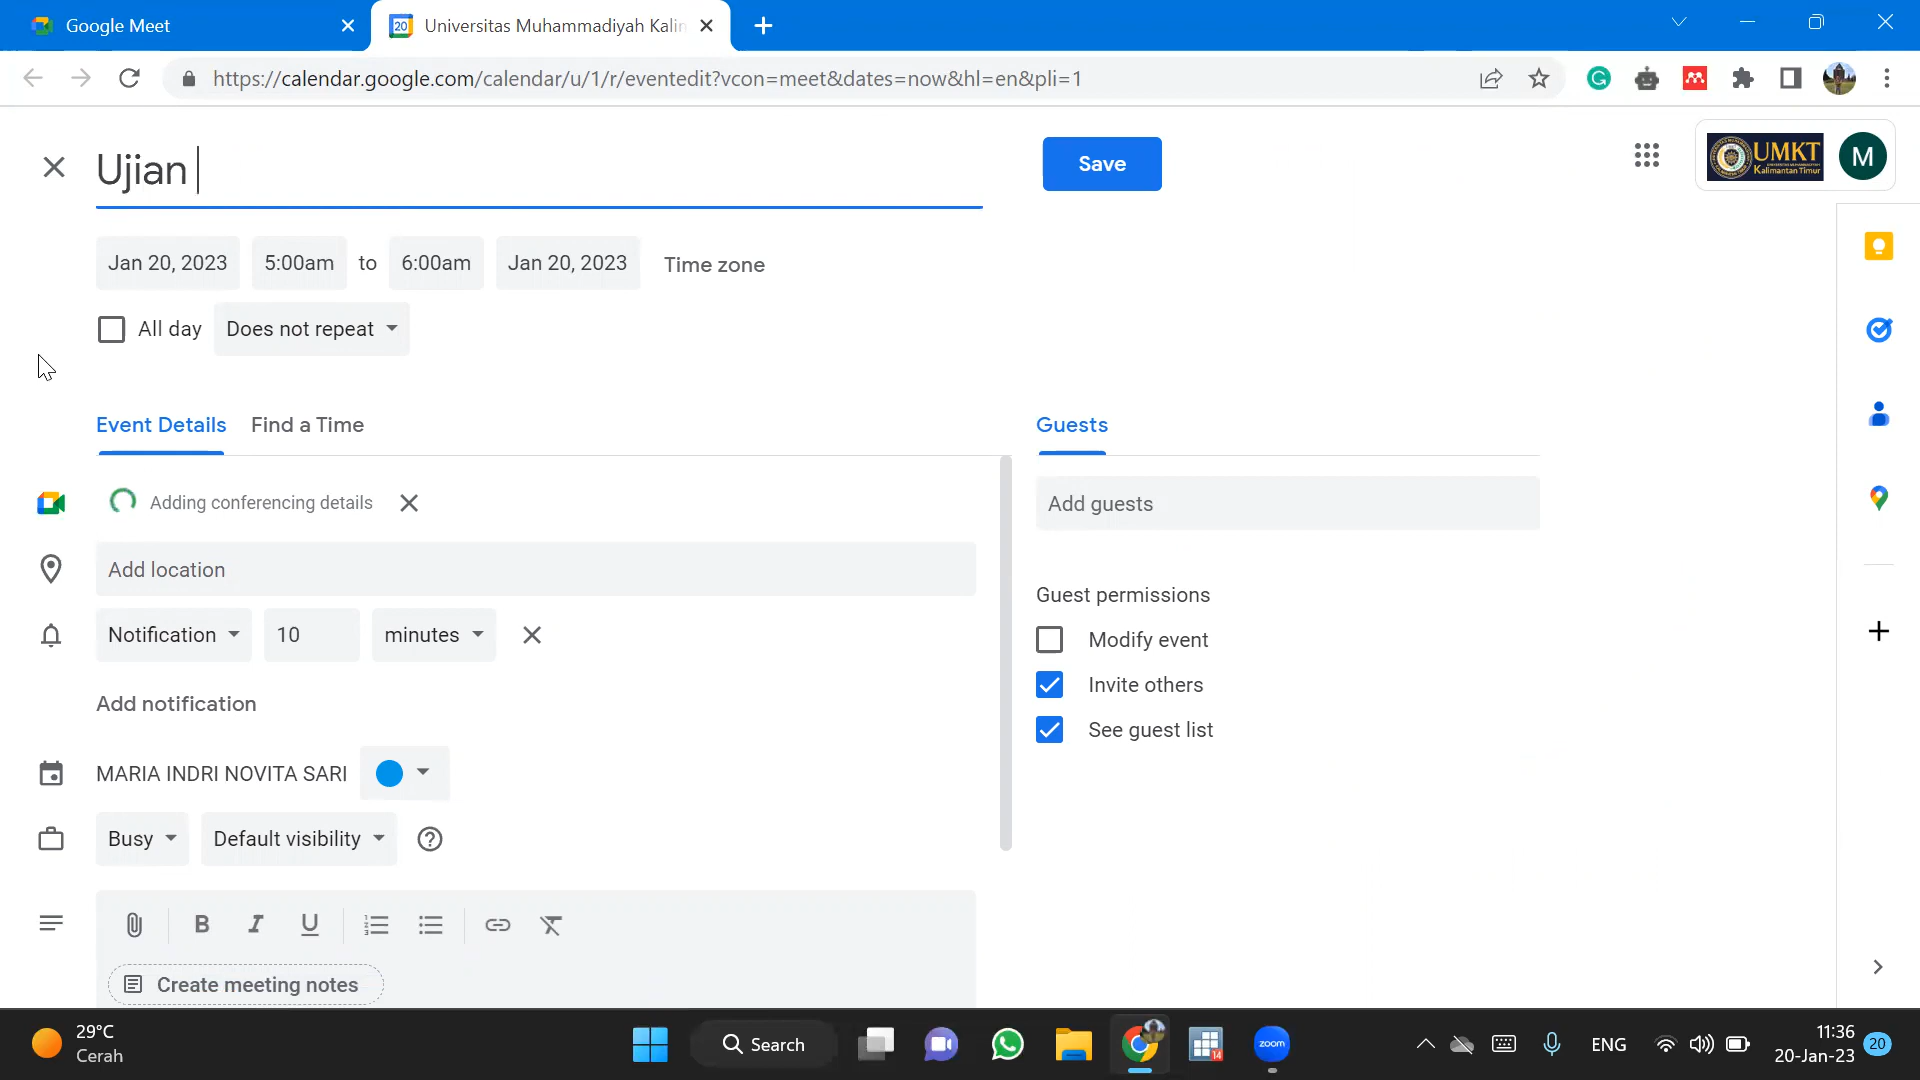 Google Meet
Universitas Muhammadiyah Kalin
https://calendar.google.com/calendar/u/1/r/eventedit?vcon=meet&dates=now&hl=en&pli=1
Ujian
Save
UMKT
Kalimantan Timur
M
Jan 20, 2023 5:00am to 6:00am Jan 20, 2023 Time zone
All day Does not repeat
Event Details Find a Time
Guests
Adding conferencing details
Add guests
Add location
Guest permissions
Notification 10 minutes
Modify event
Invite others
Add notification
See guest list
MARIA INDRI NOVITA SARI
Busy Default visibility
B I U
Create meeting notes
29°C
Cerah
Search
14
zoom
ENG
11:36
20-Jan-23
20